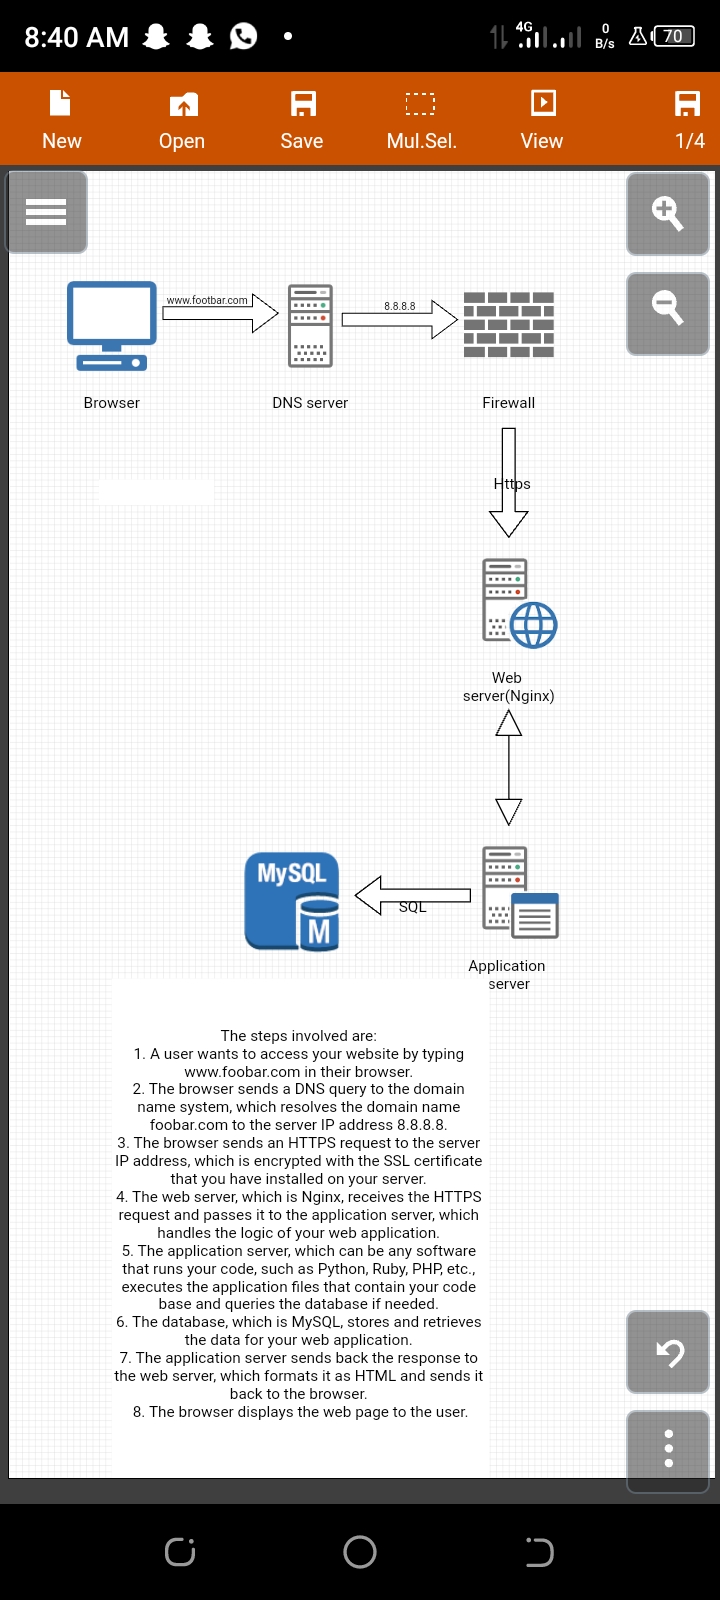 8:40 AM
4G
0
B/s
70
New
Open
Save
Mul.Sel.
View
1/4
www.footbar.com
8.8.8.8
Browser
DNS server
Firewall
Https
Web
server(Nginx)
MySQL
M
SQL
Application
server
The steps involved are:
1. A user wants to access your website by typing
www.foobar.com in their browser.
2. The browser sends a DNS query to the domain
name system, which resolves the domain name
foobar.com to the server IP address 8.8.8.8.
3. The browser sends an HTTPS request to the server
IP address, which is encrypted with the SSL certificate
that you have installed on your server.
4. The web server, which is Nginx, receives the HTTPS
request and passes it to the application server, which
handles the logic of your web application.
5. The application server, which can be any software
that runs your code, such as Python, Ruby, PHP, etc.,
executes the application files that contain your code
base and queries the database if needed.
6. The database, which is MySQL, stores and retrieves
the data for your web application.
7. The application server sends back the response to
the web server, which formats it as HTML and sends it
back to the browser.
8. The browser displays the web page to the user.